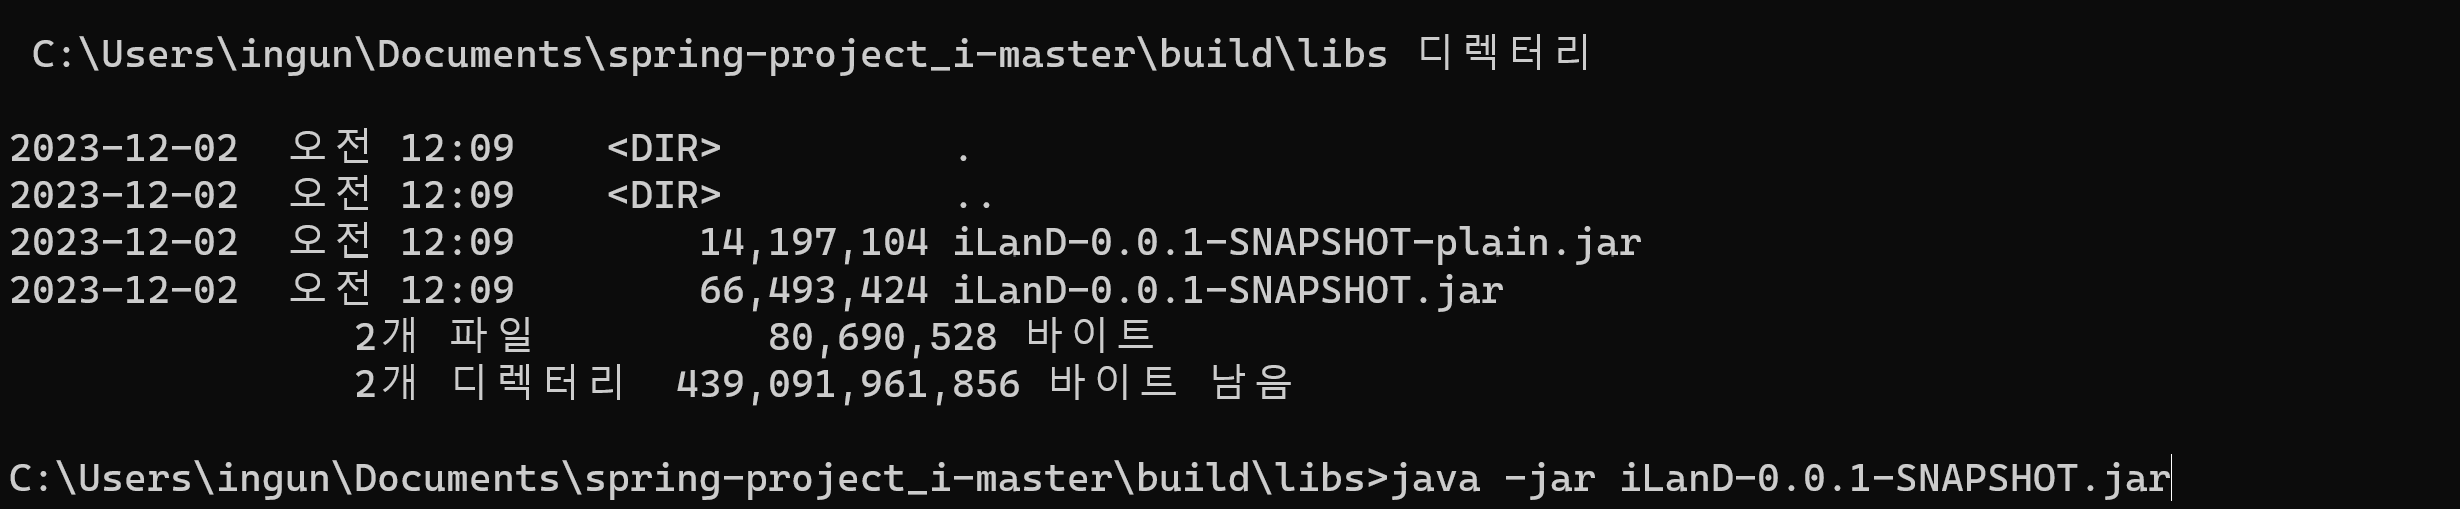 C:\Users\ingun\Documents\spring-project_i-master\build\libs 디렉터리
2023-12-02  오전 12:09    <DIR>          .
2023-12-02  오전 12:09    <DIR>          ..
2023-12-02  오전 12:09        14,197,104 iLanD-0.0.1-SNAPSHOT-plain.jar
2023-12-02  오전 12:09        66,493,424 iLanD-0.0.1-SNAPSHOT.jar
2개 파일          80,690,528 바이트
2개 디렉터리  439,091,961,856 바이트 남음
C:\Users\ingun\Documents\spring-project_i-master\build\libs>java -jar iLanD-0.0.1-SNAPSHOT.jar